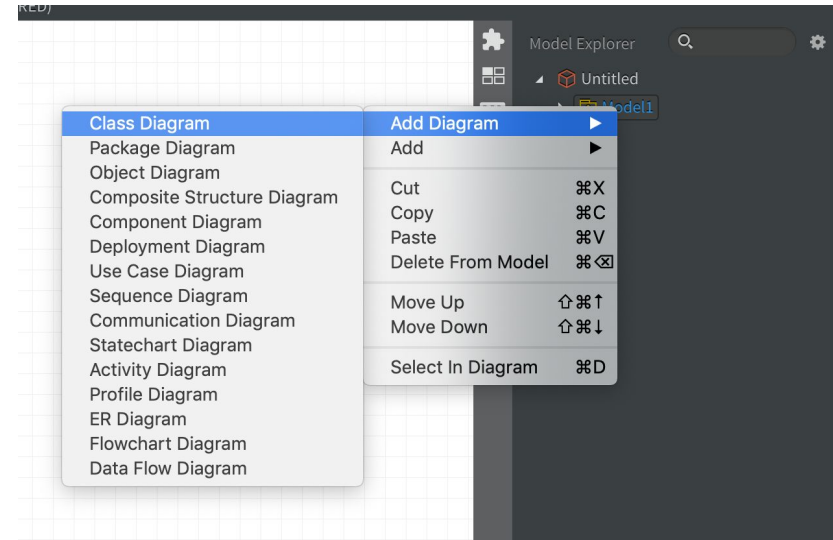 RED)
Model Explorer
Untitled
Model1
Class Diagram
Package Diagram
Object Diagram
Composite Structure Diagram
Component Diagram
Deployment Diagram
Use Case Diagram
Sequence Diagram
Communication Diagram
Statechart Diagram
Activity Diagram
Profile Diagram
ER Diagram
Flowchart Diagram
Data Flow Diagram
Add Diagram ▶
Add ▶
Cut ⌘X
Copy ⌘C
Paste ⌘V
Delete From Model ⌘⌫
Move Up ⇧⌘↑
Move Down ⇧⌘↓
Select In Diagram ⌘D